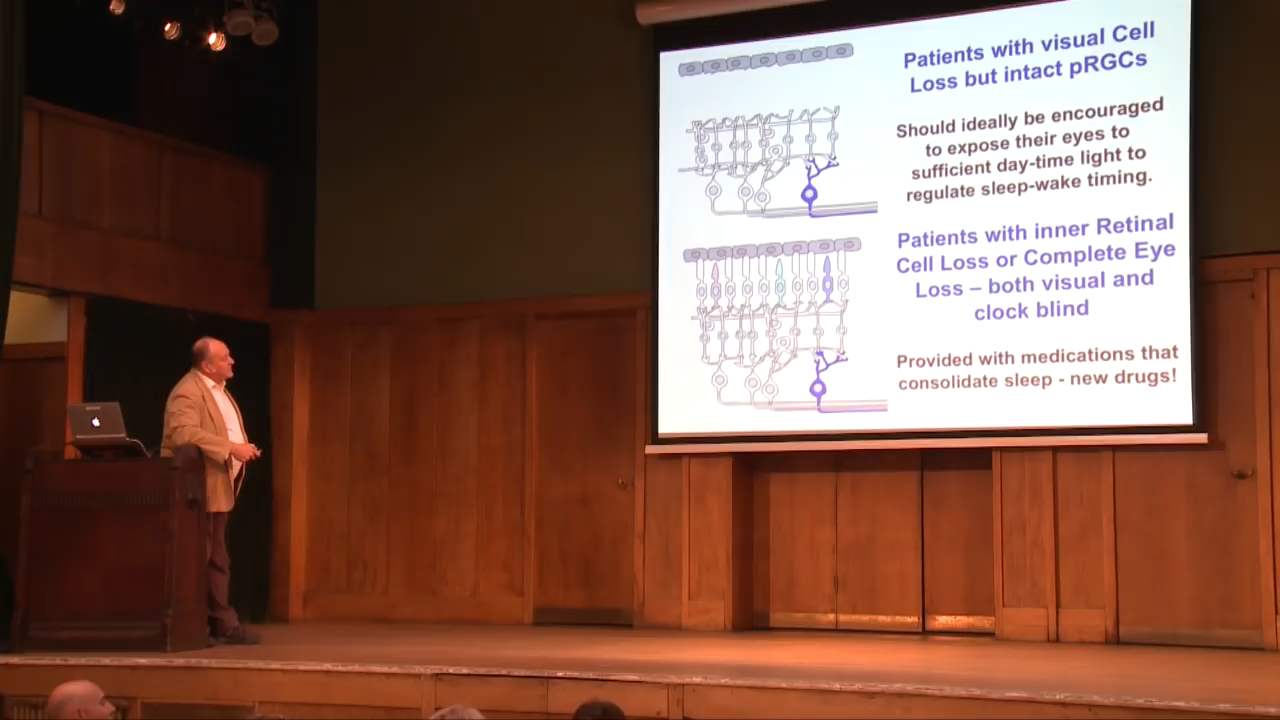 Patients with visual Cell
Loss but intact pRGCs
Should ideally be encouraged
to expose their eyes to
sufficient day-time light to
regulate sleep-wake timing.
Patients with inner Retinal
Cell Loss or Complete Eye
Loss – both visual and
clock blind
Provided with medications that
consolidate sleep - new drugs!